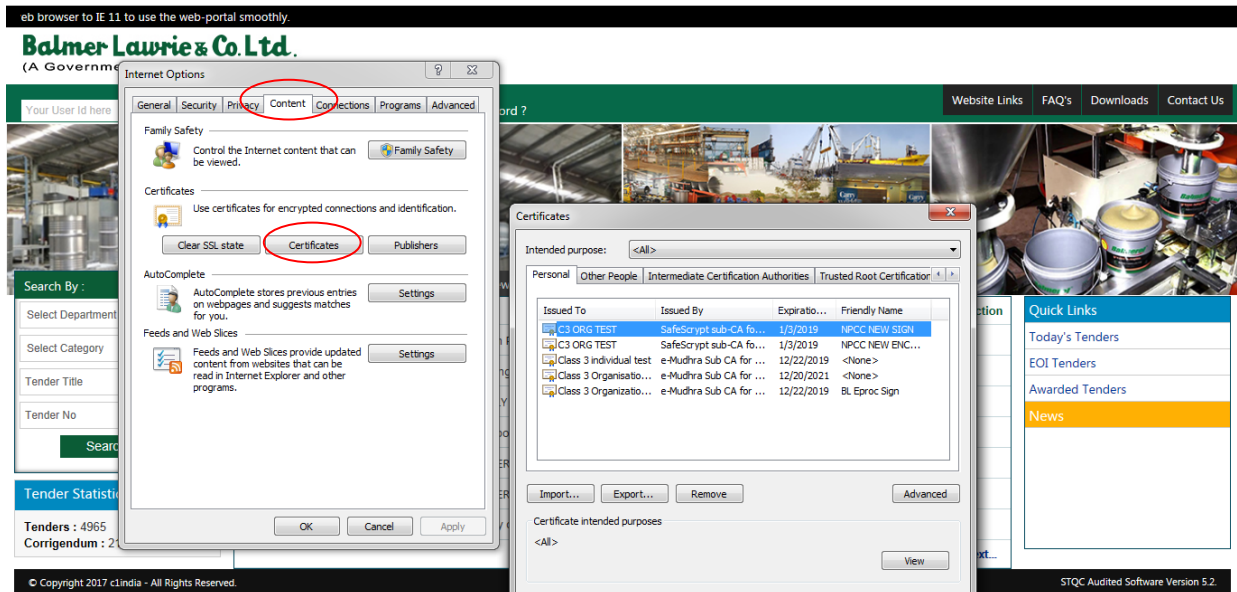 eb browser to IE 11 to use the web-portal smoothly.
Balmer Lawrie & Co. Ltd.
(A Governme
Your User Id here
ord ?
Website Links FAQ's Downloads Contact Us
Internet Options
General Security Privacy Content Connections Programs Advanced
Family Safety
Control the Internet content that can
be viewed.
Family Safety
Certificates
Use certificates for encrypted connections and identification.
Clear SSL state Certificates Publishers
AutoComplete
AutoComplete stores previous entries
on webpages and suggests matches
for you.
Settings
Feeds and Web Slices
Feeds and Web Slices provide updated
content from websites that can be
read in Internet Explorer and other
programs.
Settings
OK Cancel Apply
Search By :
Select Department
Select Category
Tender Title
Tender No
Searc
Tender Statistic
Tenders : 4965
Corrigendum : 2
Certificates
Intended purpose: <All>
Personal Other People Intermediate Certification Authorities Trusted Root Certification
Issued To Issued By Expiratio... Friendly Name
C3 ORG TEST SafeScrypt sub-CA fo... 1/3/2019 NPCC NEW SIGN
C3 ORG TEST SafeScrypt sub-CA fo... 1/3/2019 NPCC NEW ENC...
Class 3 individual test e-Mudhra Sub CA for ... 12/22/2019 <None>
Class 3 Organisatio... e-Mudhra Sub CA for ... 12/20/2021 <None>
Class 3 Organizatio... e-Mudhra Sub CA for ... 12/22/2019 BL Eproc Sign
Import... Export... Remove Advanced
Certificate intended purposes
<All>
View
ction
xt...
Quick Links
Today's Tenders
EOI Tenders
Awarded Tenders
News
© Copyright 2017 c1india - All Rights Reserved.
STQC Audited Software Version 5.2.